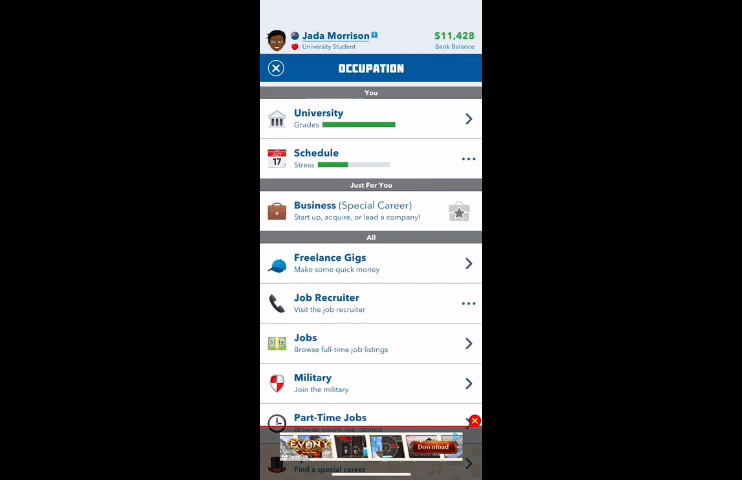 Jada Morrison
University Student
$11,428
Bank Balance
OCCUPATION
You
University
Grades
JULY
17
Schedule
Stress
Just For You
Business (Special Career)
Start up, acquire, or lead a company!
All
Freelance Gigs
Make some quick money
Job Recruiter
Visit the job recruiter
Jobs
Browse full-time job listings
Military
Join the military
Part-Time Jobs
Download
Find a special career